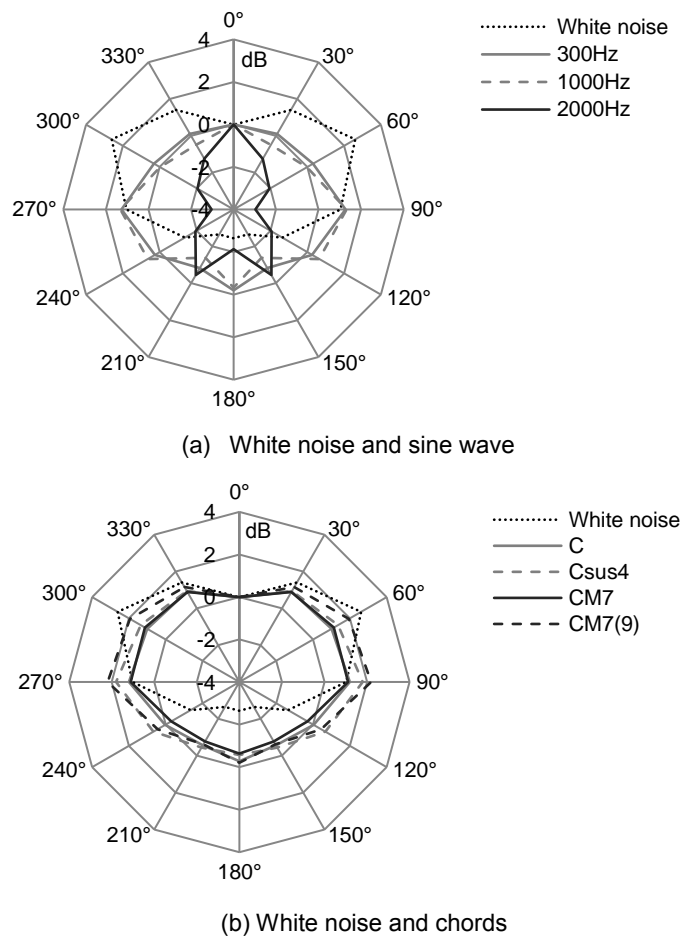 0°
4
330°
30°
dB
2
300°
60°
0
-2
270°
-4
90°
240°
120°
210°
150°
180°
White noise
300Hz
1000Hz
2000Hz
(a) White noise and sine wave
0°
4
330°
30°
dB
2
300°
60°
0
-2
270°
-4
90°
240°
120°
210°
150°
180°
White noise
C
Csus4
CM7
CM7(9)
(b) White noise and chords